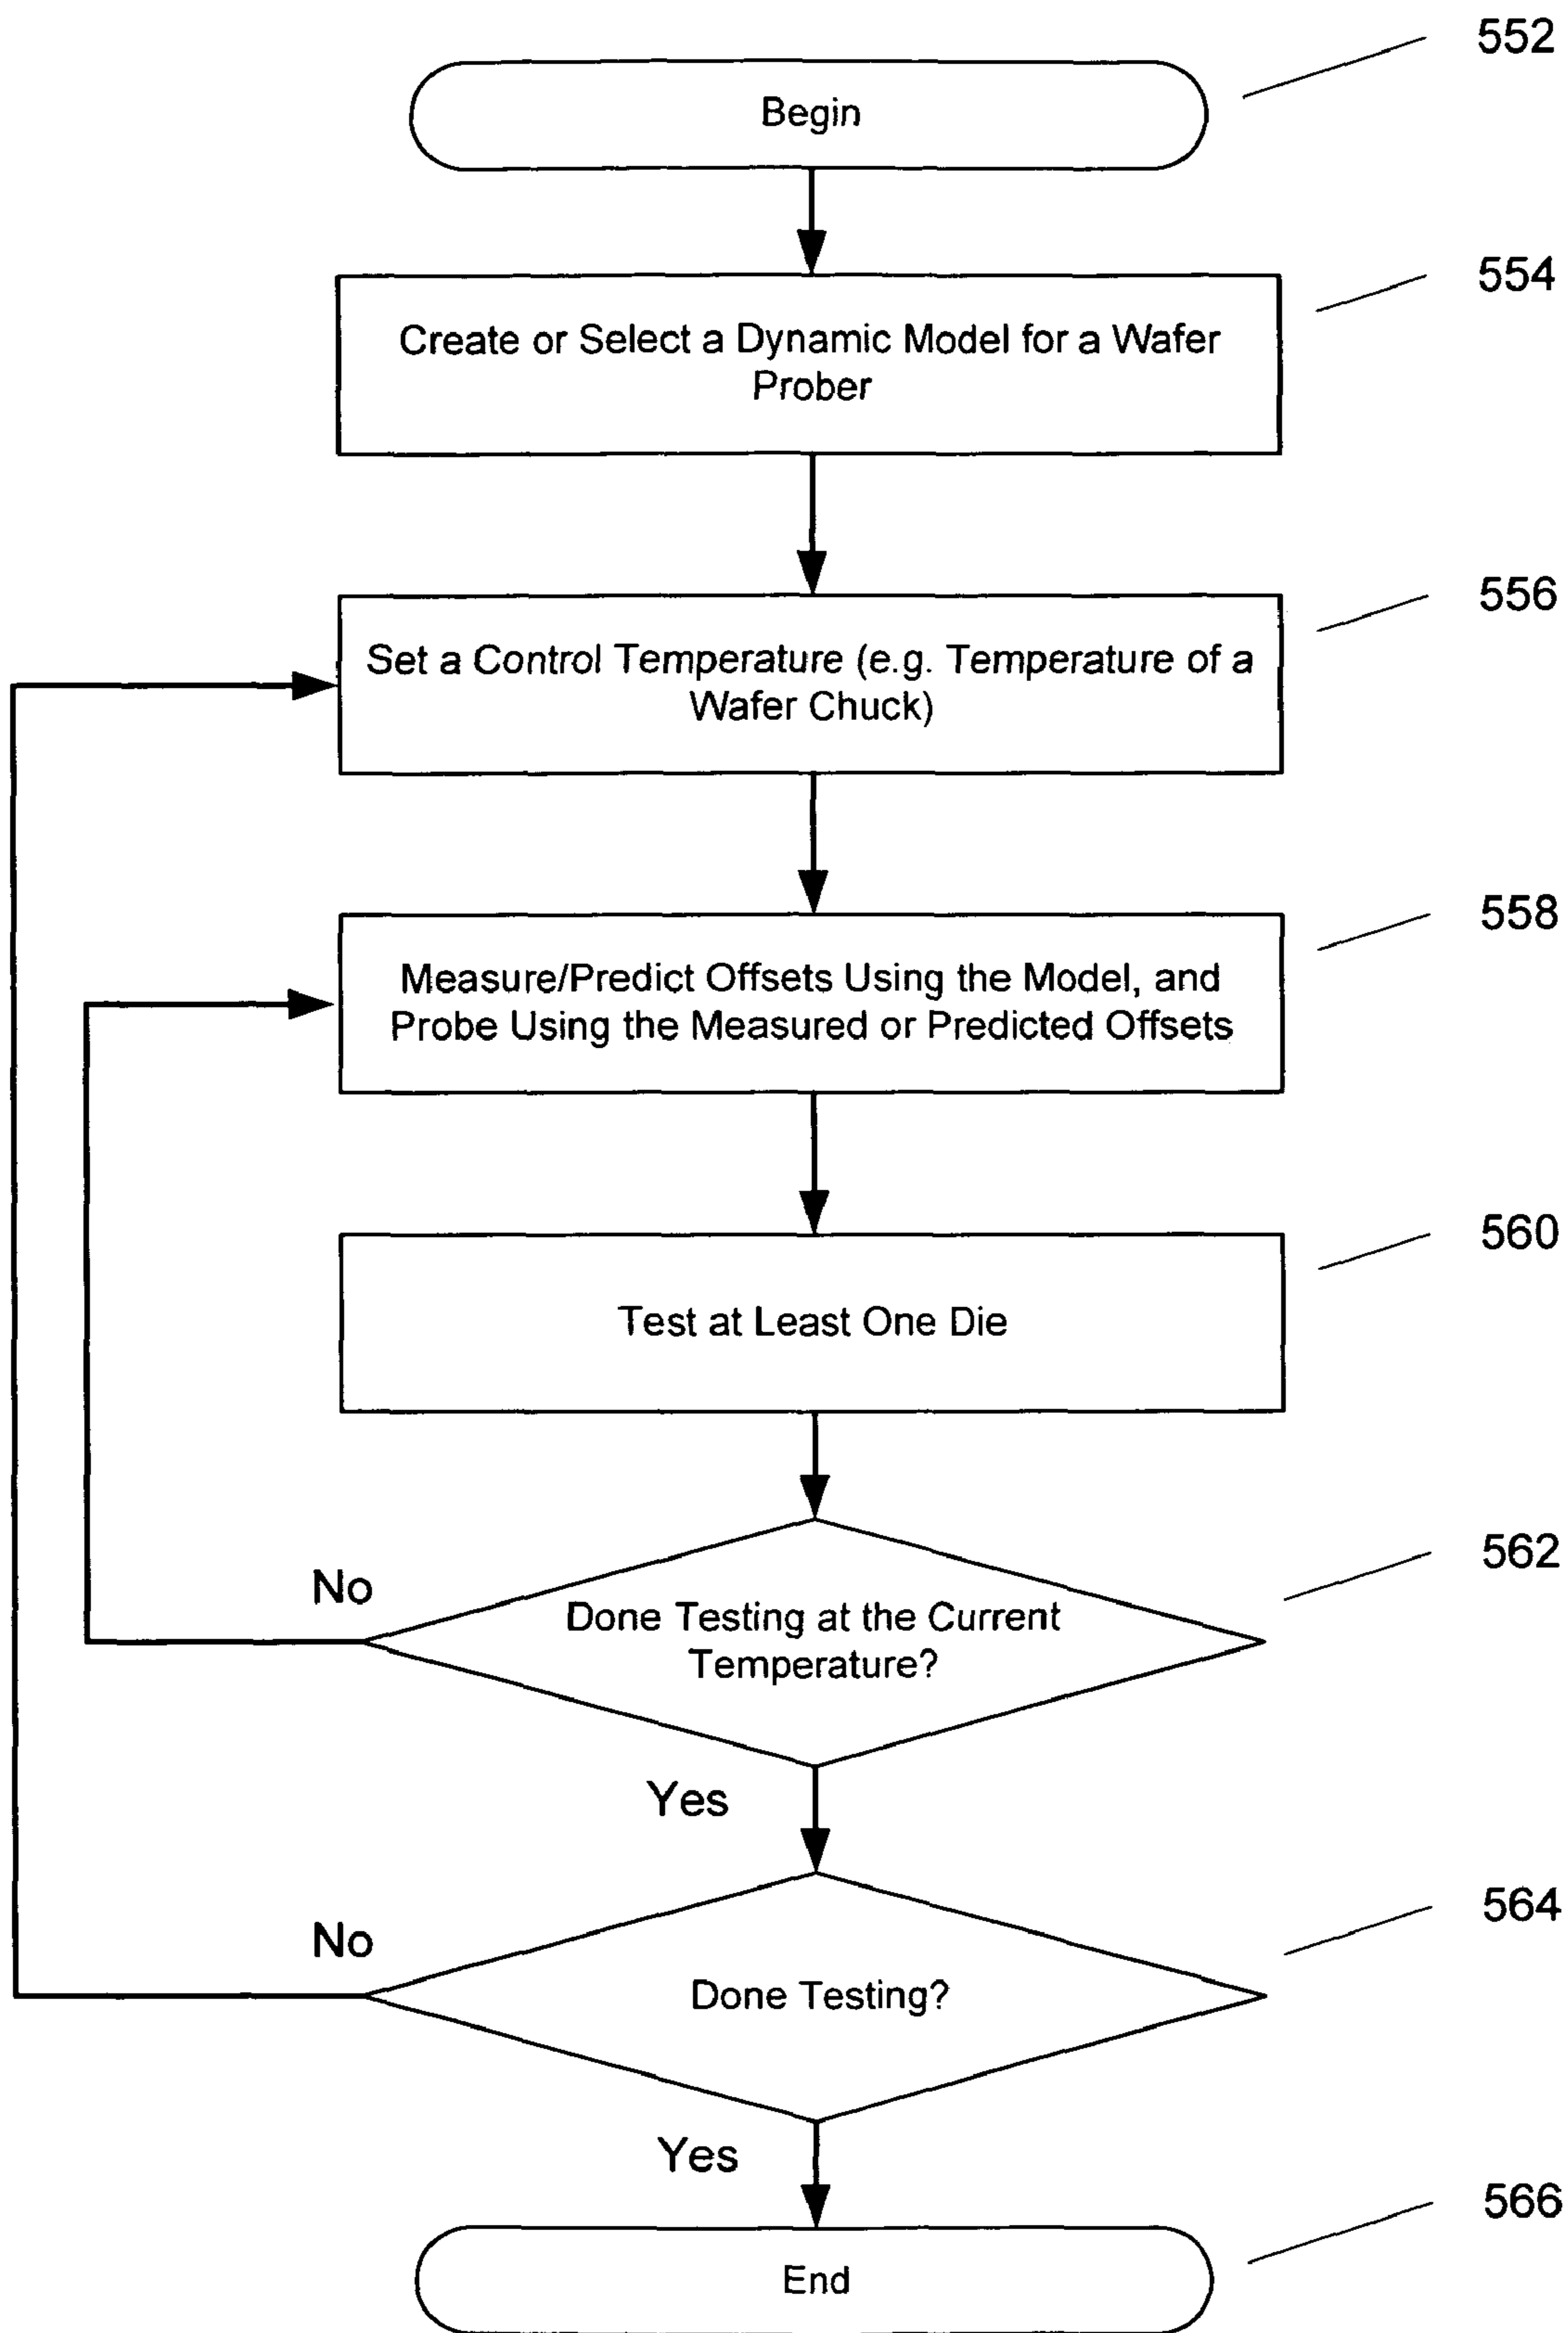 552
Begin
554
Create or Select a Dynamic Model for a Wafer
Prober
556
Set a Control Temperature (e.g. Temperature of a
Wafer Chuck)
558
Measure/Predict Offsets Using the Model, and
Probe Using the Measured or Predicted Offsets
560
Test at Least One Die
562
No
Done Testing at the Current
Temperature?
Yes
564
No
Done Testing?
Yes
566
End